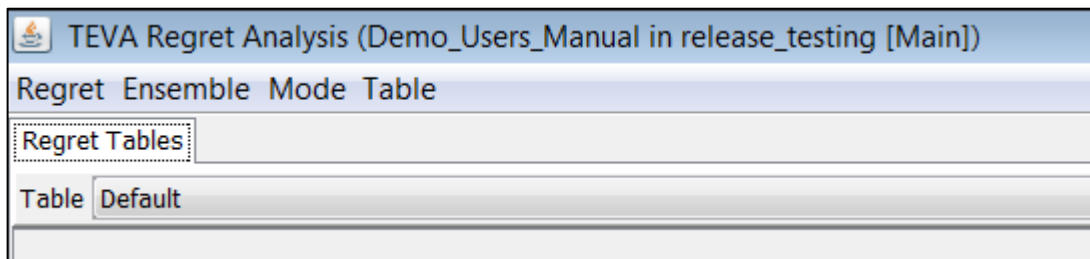 TEVA Regret Analysis (Demo_Users_Manual in release_testing [Main])
Regret Ensemble Mode Table
Regret Tables
Table Default